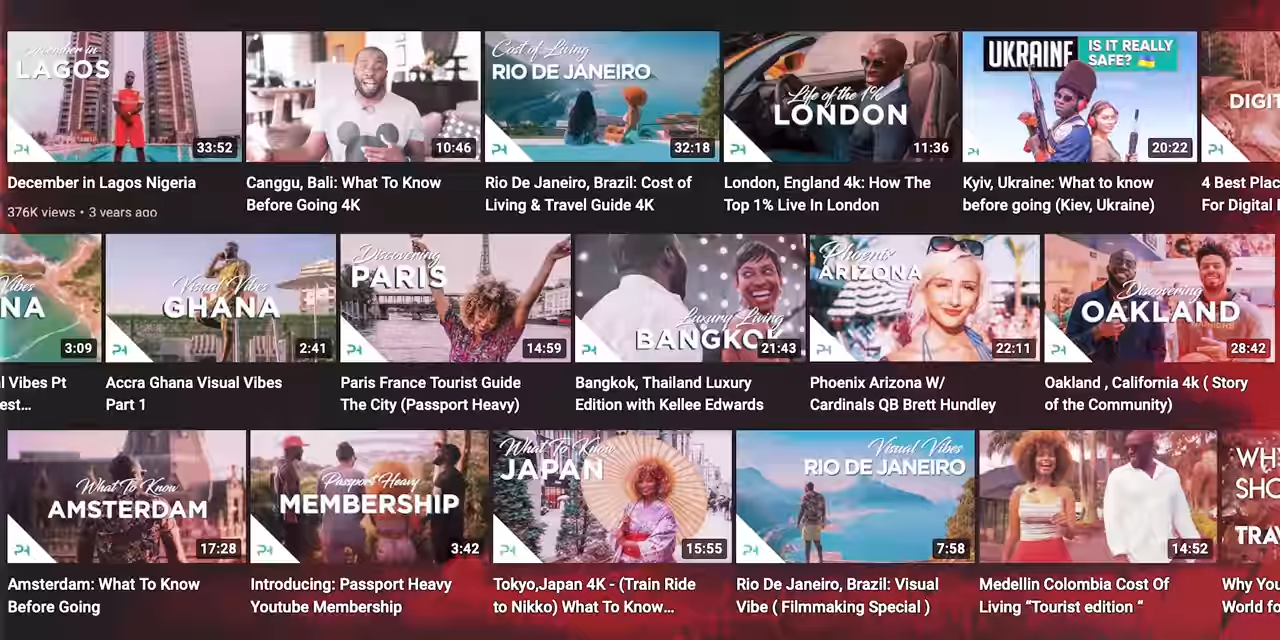 December in
LAGOS
33:52
December in Lagos Nigeria
376K views • 3 years ago
10:46
Canggu, Bali: What To Know
Before Going 4K
Cost of Living
RIO DE JANEIRO
32:18
Rio De Janeiro, Brazil: Cost of
Living & Travel Guide 4K
Life of the 1%
LONDON
11:36
London, England 4k: How The
Top 1% Live In London
UKRAINE
IS IT REALLY
SAFE?
20:22
Kyiv, Ukraine: What to know
before going (Kiev, Ukraine)
DIGIT
4 Best Plac
For Digital
Vibes
NA
3:09
l Vibes Pt
est...
Visual Vibes
GHANA
2:41
Accra Ghana Visual Vibes
Part 1
Discovering
PARIS
14:59
Paris France Tourist Guide
The City (Passport Heavy)
Luxury Living
BANGKO
21:43
Bangkok, Thailand Luxury
Edition with Kellee Edwards
Phoenix
ARIZONA
22:11
Phoenix Arizona W/
Cardinals QB Brett Hundley
Discovering
OAKLAND
28:42
Oakland , California 4k ( Story
of the Community)
What To Know
AMSTERDAM
17:28
Amsterdam: What To Know
Before Going
Passport Heavy
MEMBERSHIP
3:42
Introducing: Passport Heavy
Youtube Membership
What To Know
JAPAN
15:55
Tokyo,Japan 4K - (Train Ride
to Nikko) What To Know...
Visual Vibes
RIO DE JANEIRO
7:58
Rio De Janeiro, Brazil: Visual
Vibe ( Filmmaking Special )
14:52
Medellin Colombia Cost Of
Living “Tourist edition “
WHY
SHO
TRA
Why You
World fo